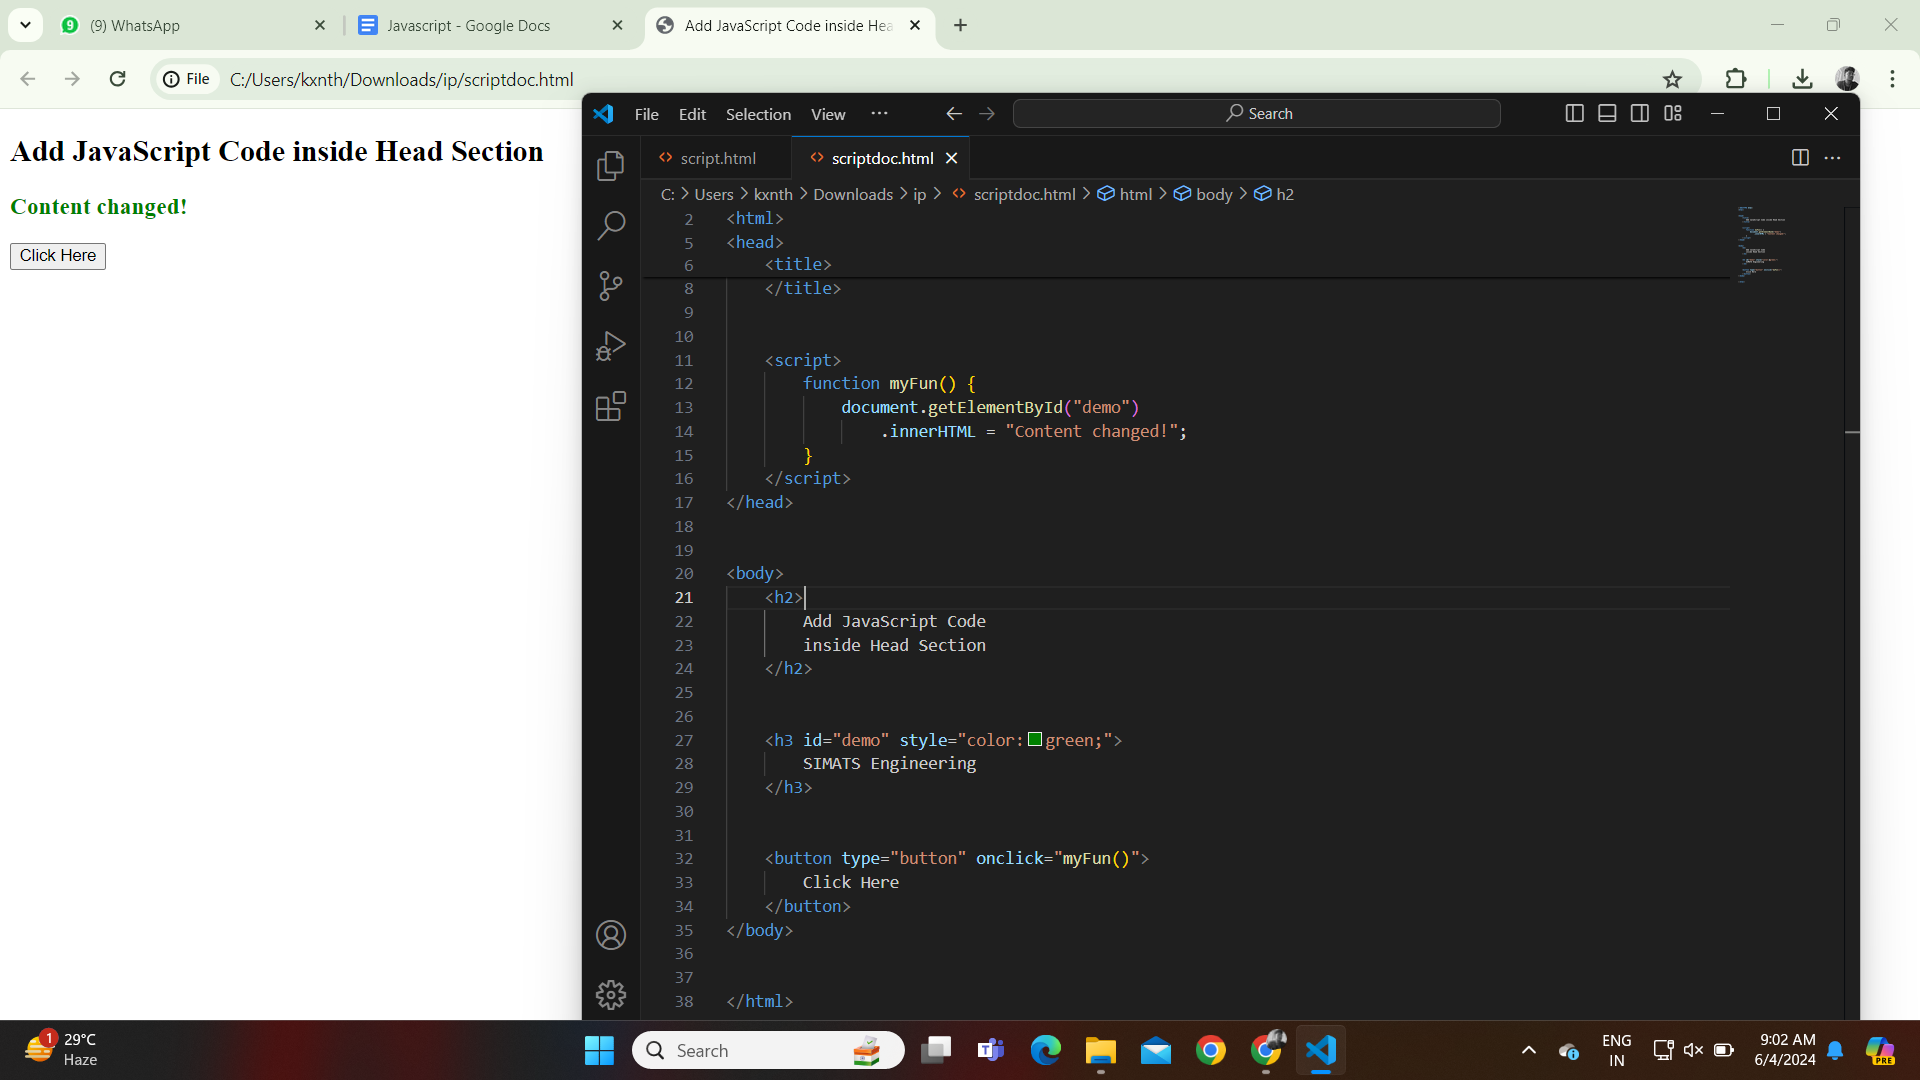 (9) WhatsApp
Javascript - Google Docs
Add JavaScript Code inside Hea
File
C:/Users/kxnth/Downloads/ip/scriptdoc.html
Add JavaScript Code inside Head Section
Content changed!
Click Here
File Edit Selection View ···
Search
script.html
scriptdoc.html
C: > Users > kxnth > Downloads > ip > scriptdoc.html > html > body > h2
2 <html>
5 <head>
6 <title>
8 </title>
9
10
11 <script>
12 function myFun() {
13 document.getElementById("demo")
14 .innerHTML = "Content changed!";
15 }
16 </script>
17 </head>
18
19
20 <body>
21 <h2>
22 Add JavaScript Code
23 inside Head Section
24 </h2>
25
26
27 <h3 id="demo" style="color:green;">
28 SIMATS Engineering
29 </h3>
30
31
32 <button type="button" onclick="myFun()">
33 Click Here
34 </button>
35 </body>
36
37
38 </html>
1
29°C
Haze
Search
ENG
IN
9:02 AM
6/4/2024
PRE